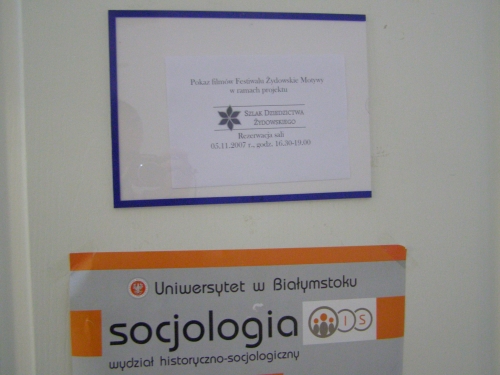 Pokaz filmów Festiwalu Żydowskie Motywy
w ramach projektu
SZLAK DZIEDZICTWA
ŻYDOWSKIEGO
Rezerwacja sali
05.11.2007 r., godz. 16.30-19.00
Uniwersytet w Białymstoku
socjologia
IS
wydział historyczno-socjologiczny